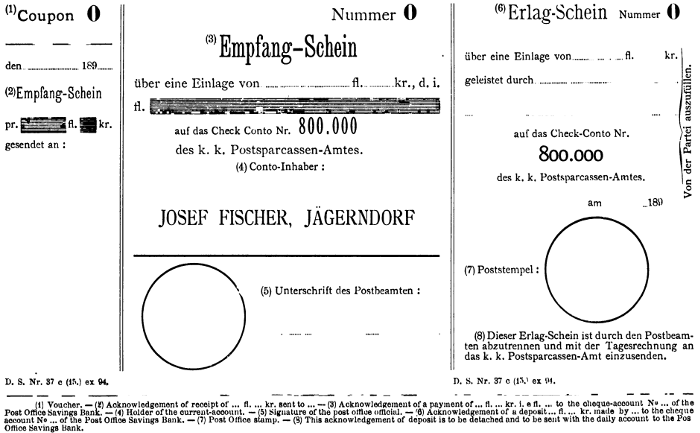 (1) Coupon 0
den 189
(2) Empfang-Schein
pr. fl. kr.
gesendet an :
D. S. Nr. 37 c (15.) ex 94.
Nummer 0
(3) Empfang-Schein
über eine Einlage von fl. kr., d. i.
fl.
auf das Check Conto Nr. 800.000
des k. k. Postsparcassen-Amtes.
(4) Conto-Inhaber :
JOSEF FISCHER, JÄGERNDORF
(5) Unterschrift des Postbeamten :
(6) Erlag-Schein Nummer 0
über eine Einlage von fl. kr.
geleistet durch
auf das Check-Conto Nr.
800.000
des k. k. Postsparcassen-Amtes.
am 189
Von der Partei auszufüllen.
(7) Poststempel :
(8) Dieser Erlag-Schein ist durch den Postbeam-
ten abzutrennen und mit der Tagesrechnung an
das k. k. Postsparcassen-Amt einzusenden.
D. S. Nr. 37 c (15.) ex 94.
(1) Voucher. — (2) Acknowledgement of receipt of ... fl. ... kr. sent to ... — (3) Acknowledgement of a payment of... fl. ... kr. i. e fl. ... to the cheque-account Nº ... of the
Post Office Savings Bank. — (4) Holder of the current-account. — (5) Signature of the post office official. — (6) Acknowledgement of a deposit... fl. ... kr. made by ... to the cheque
account Nº ... of the Post Office Savings Bank. — (7) Post Office stamp. — (8) This acknowledgement of deposit is to be detached and to be sent with the daily account to the Pos
Office Savings Bank.